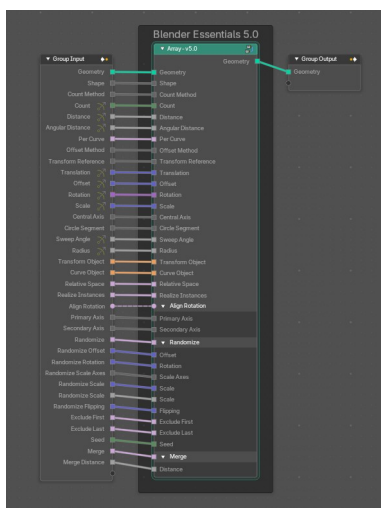 Blender Essentials 5.0
Group Input
Geometry
Shape
Count Method
Count
Distance
Angular Distance
Per Curve
Offset Method
Transform Reference
Translation
Offset
Rotation
Scale
Central Axis
Circle Segment
Sweep Angle
Radius
Transform Object
Curve Object
Relative Space
Realize Instances
Align Rotation
Primary Axis
Secondary Axis
Randomize
Randomize Offset
Randomize Rotation
Randomize Scale Axes
Randomize Scale
Randomize Scale
Randomize Flipping
Exclude First
Exclude Last
Seed
Merge
Merge Distance
Array - v5.0
Geometry
Geometry
Shape
Count Method
Count
Distance
Angular Distance
Per Curve
Offset Method
Transform Reference
Translation
Offset
Rotation
Scale
Central Axis
Circle Segment
Sweep Angle
Radius
Transform Object
Curve Object
Relative Space
Realize Instances
Align Rotation
Primary Axis
Secondary Axis
Randomize
Offset
Rotation
Scale Axes
Scale
Scale
Flipping
Exclude First
Exclude Last
Seed
Merge
Distance
Group Output
Geometry